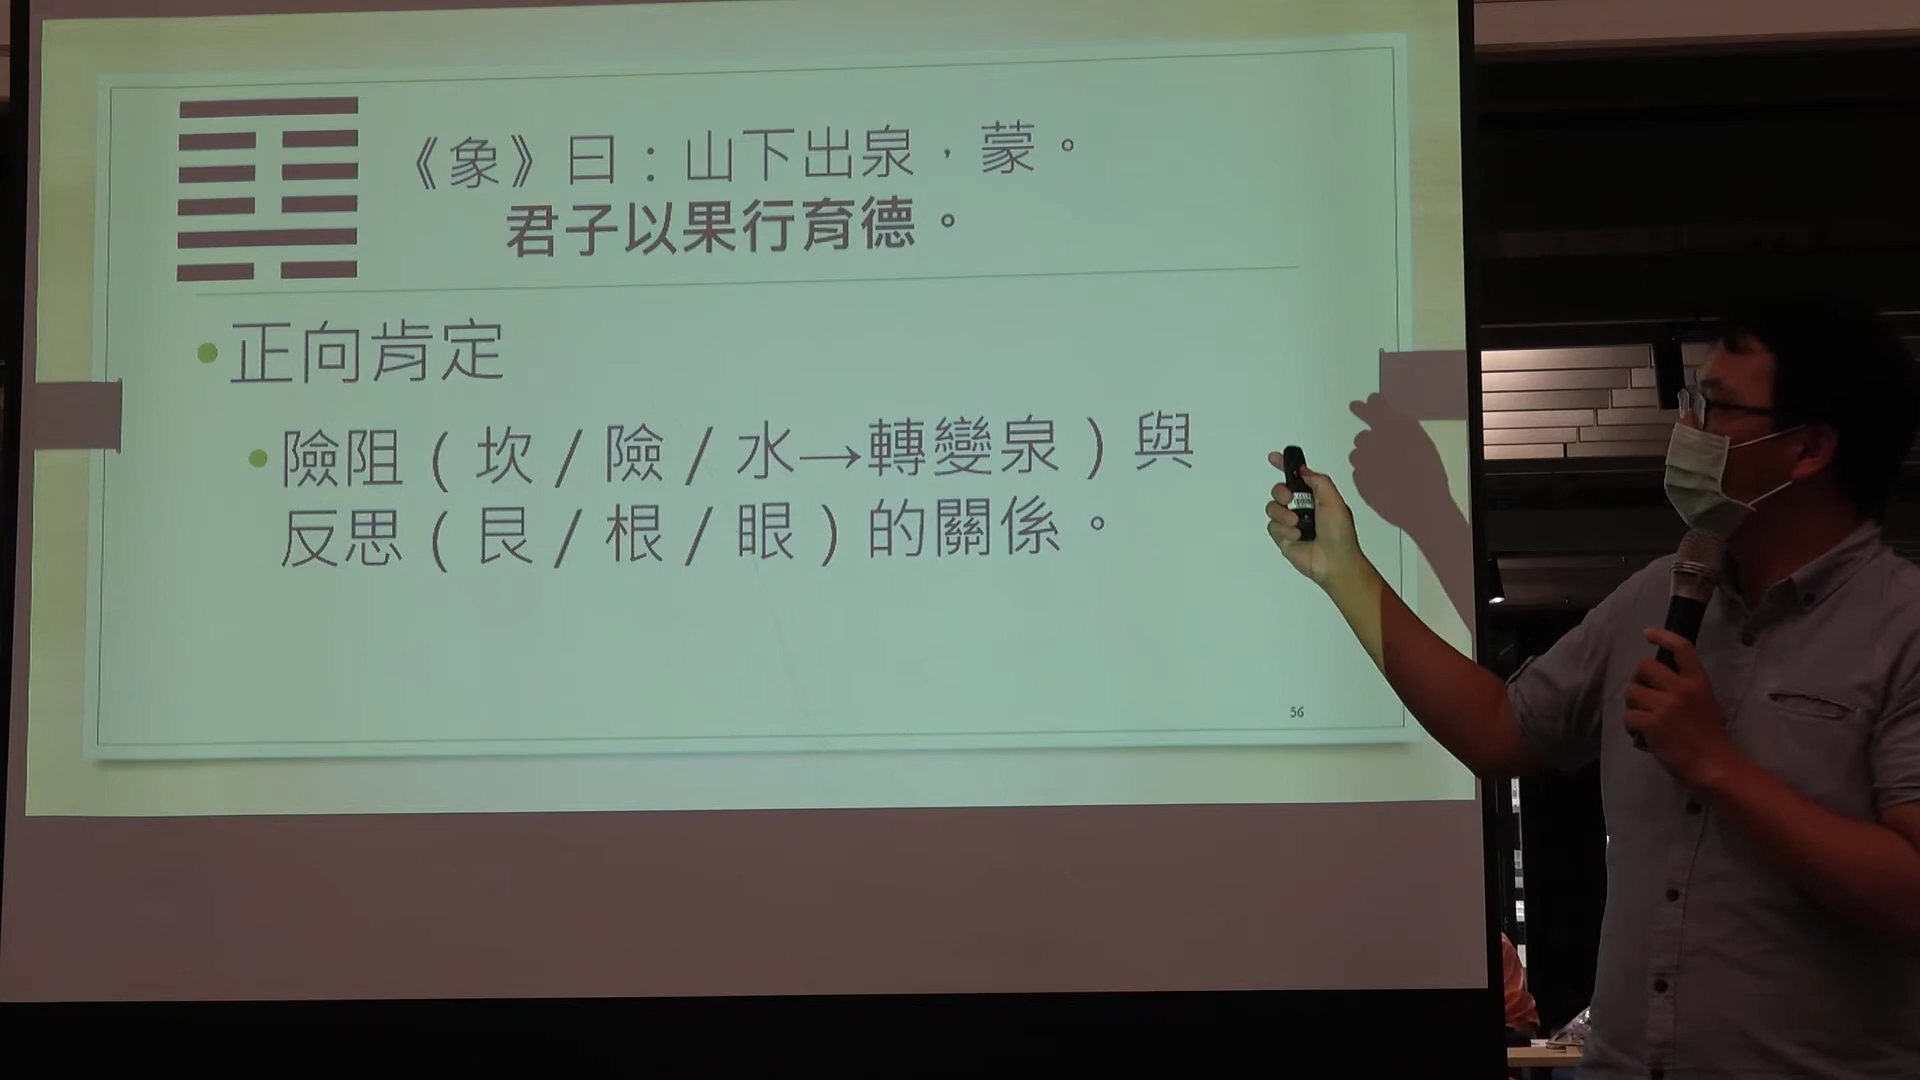 《象》曰：山下出泉，蒙。
君子以果行育德。
•正向肯定
•險阻（坎/險/水→轉變泉）與
反思（艮/根/眼）的關係。
56